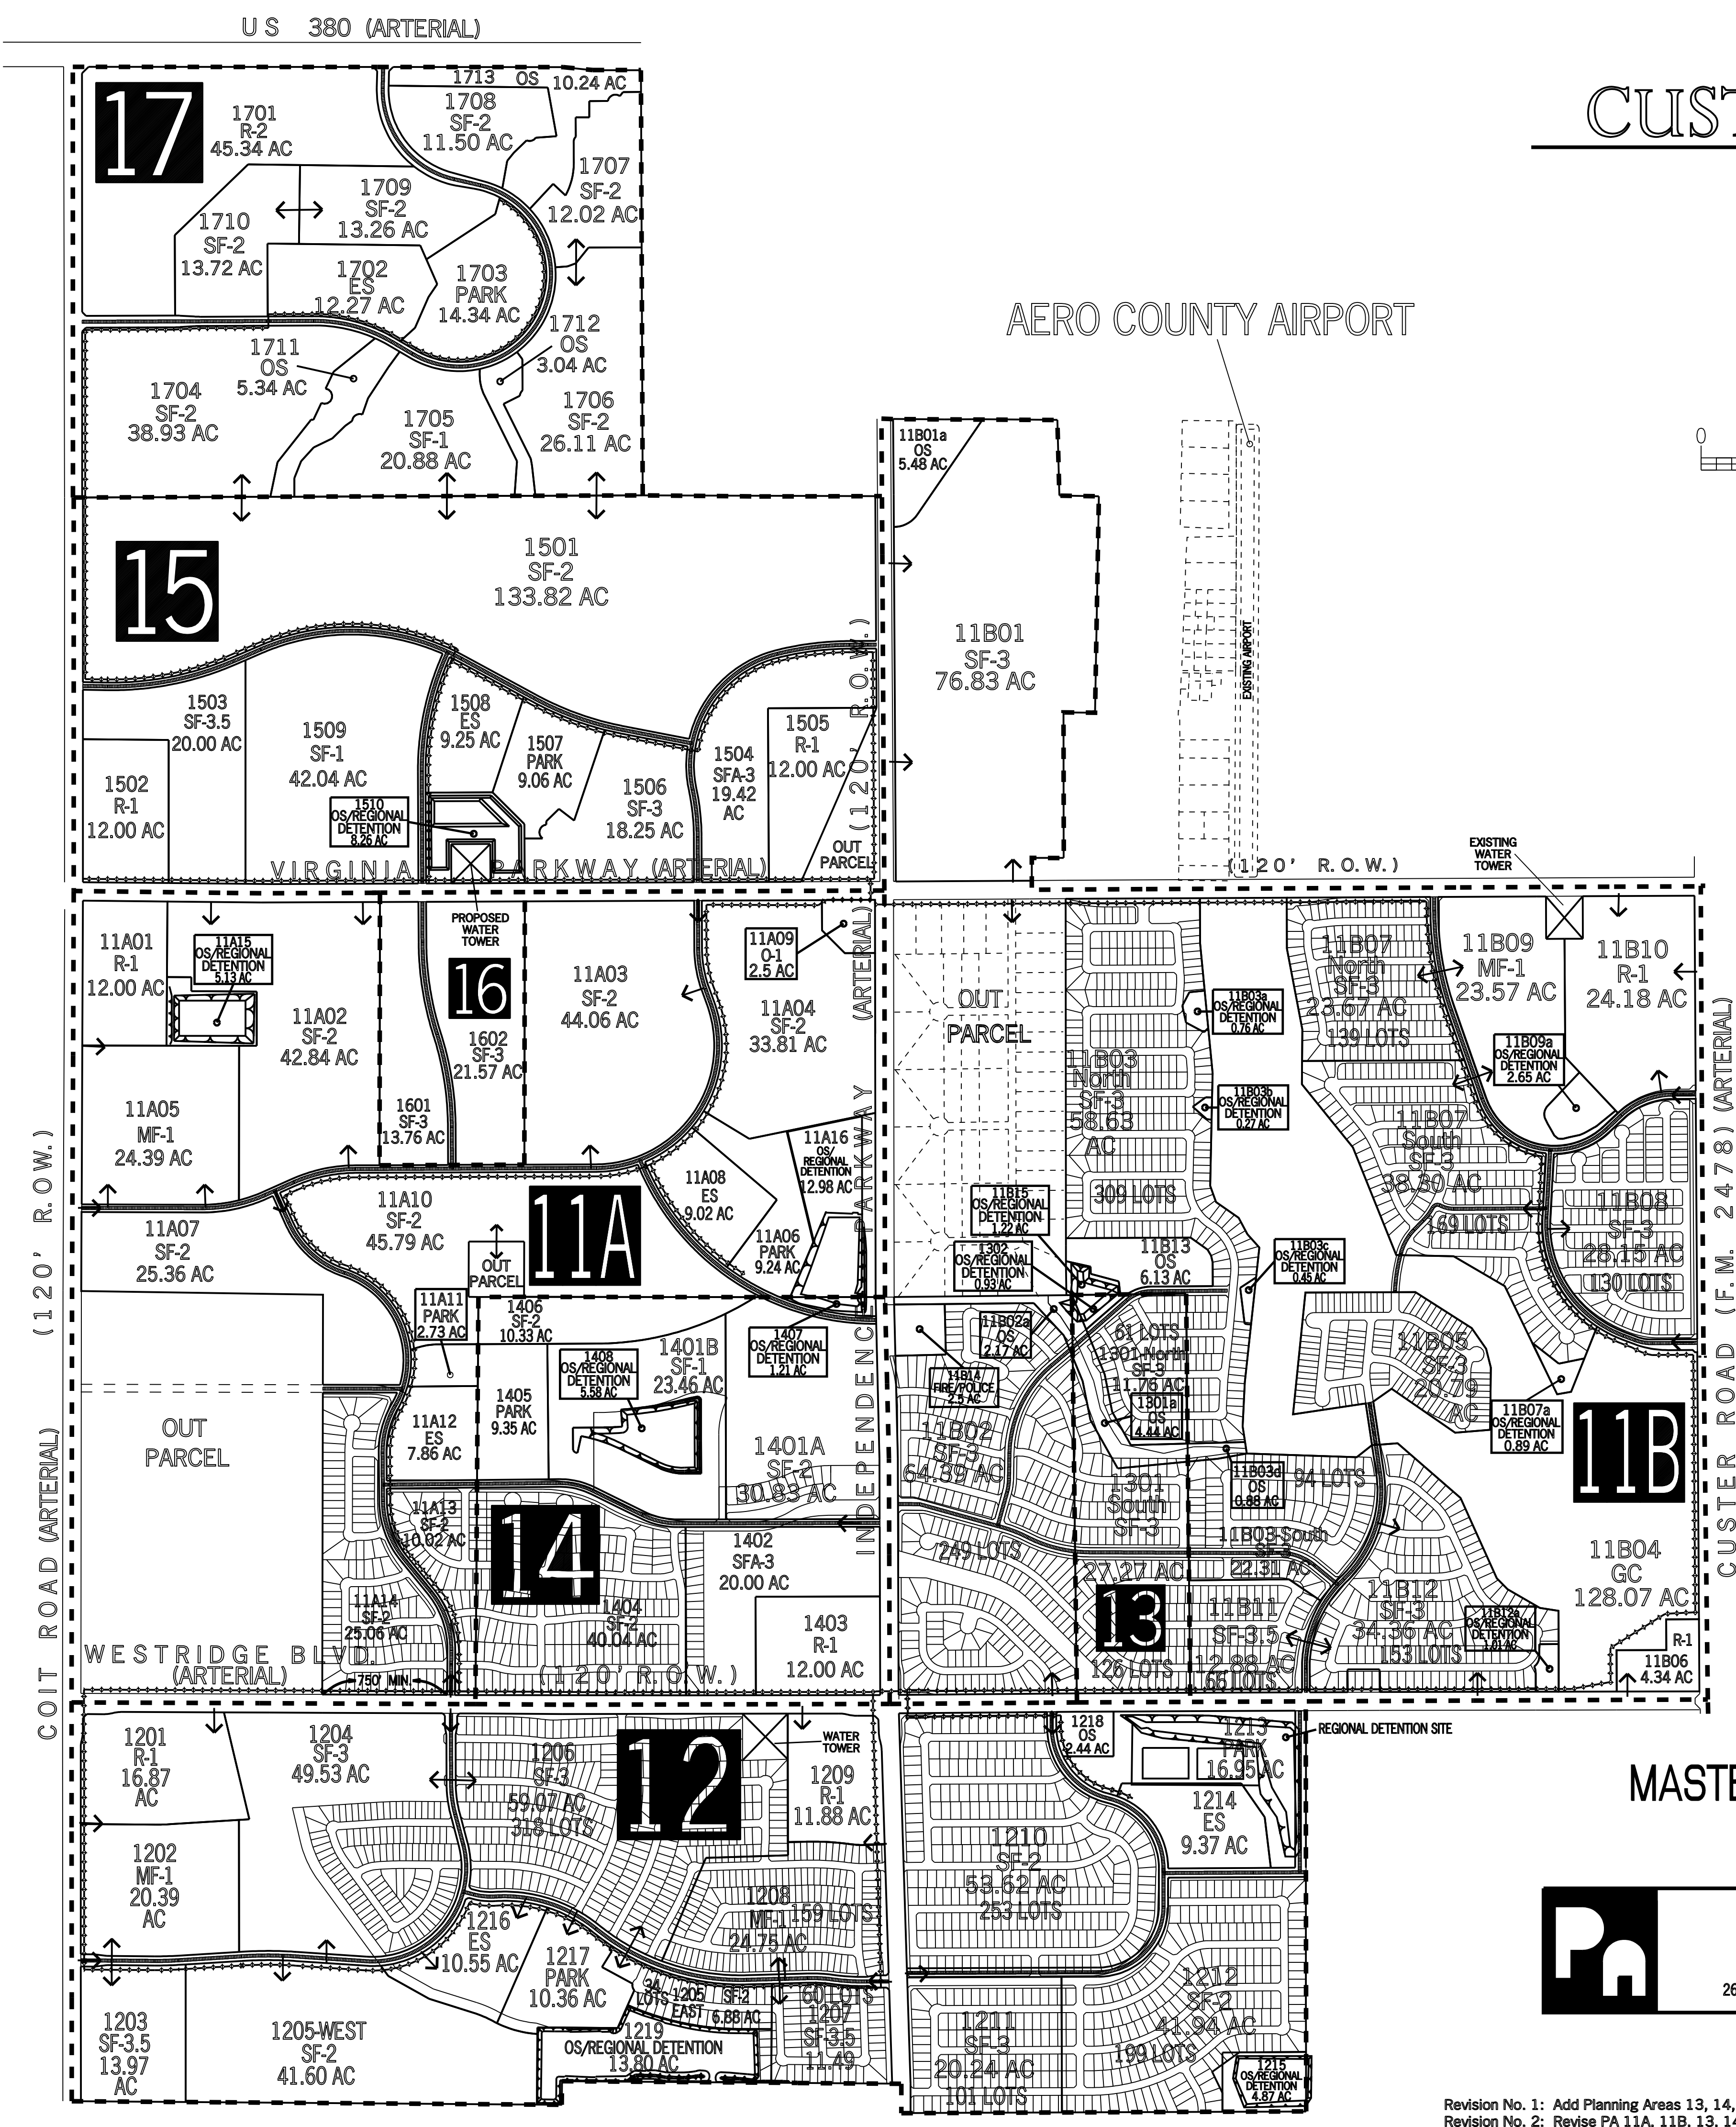 US 380 (ARTERIAL)
CUST
17
1701
R-2
45.34 AC
1713 OS 10.24 AC
1708
SF-2
11.50 AC
1707
SF-2
12.02 AC
1709
SF-2
13.26 AC
1710
SF-2
13.72 AC
1702
ES
12.27 AC
1703
PARK
14.34 AC
1712
OS
3.04 AC
1711
OS
5.34 AC
1704
SF-2
38.93 AC
1705
SF-1
20.88 AC
1706
SF-2
26.11 AC
AERO COUNTY AIRPORT
EXISTING AIRPORT
0
11B01a
OS
5.48 AC
11B01
SF-3
76.83 AC
15
1501
SF-2
133.82 AC
1503
SF-3.5
20.00 AC
1509
SF-1
42.04 AC
1508
ES
9.25 AC
1507
PARK
9.06 AC
1506
SF-3
18.25 AC
1504
SFA-3
19.42
AC
1505
R-1
12.00 AC
1502
R-1
12.00 AC
1510
OS/REGIONAL
DETENTION
8.26 AC
OUT
PARCEL
VIRGINIA PARKWAY (ARTERIAL)
(120' R.O.W.)
EXISTING
WATER
TOWER
PROPOSED
WATER
TOWER
16
11A01
R-1
12.00 AC
11A15
OS/REGIONAL
DETENTION
5.13 AC
11A02
SF-2
42.84 AC
11A03
SF-2
44.06 AC
11A09
O-1
2.5 AC
11A04
SF-2
33.81 AC
1602
SF-3
21.57 AC
1601
SF-3
13.76 AC
11A05
MF-1
24.39 AC
11A16
OS/
REGIONAL
DETENTION
12.98 AC
11A08
ES
9.02 AC
11A06
PARK
9.24 AC
11A07
SF-2
25.36 AC
11A10
SF-2
45.79 AC
11A
OUT
PARCEL
11A11
PARK
2.73 AC
1406
SF-2
10.33 AC
1407
OS/REGIONAL
DETENTION
1.21 AC
1408
OS/REGIONAL
DETENTION
5.58 AC
1401B
SF-1
23.46 AC
1405
PARK
9.35 AC
11A12
ES
7.86 AC
1401A
SF-2
30.83 AC
OUT
PARCEL
11A13
SF-2
10.02 AC
14
11A14
SF-2
25.06 AC
1404
SF-2
40.04 AC
1402
SFA-3
20.00 AC
1403
R-1
12.00 AC
WESTRIDGE BLVD.
(ARTERIAL)
750' MIN.
(120' R.O.W.)
COIT ROAD (ARTERIAL)
(120' R.O.W.)
INDEPENDENCE PARKWAY (ARTERIAL)
(120' R.O.W.)
CUSTER ROAD (F.M. 2478) (ARTERIAL)
OUT
PARCEL
11B03
North
SF-3
58.63
AC
309 LOTS
11B03a
OS/REGIONAL
DETENTION
0.76 AC
11B03b
OS/REGIONAL
DETENTION
0.27 AC
11B03c
OS/REGIONAL
DETENTION
0.45 AC
11B07
North
SF-3
23.67 AC
139 LOTS
11B09
MF-1
23.57 AC
11B10
R-1
24.18 AC
11B09a
OS/REGIONAL
DETENTION
2.65 AC
11B07
South
SF-3
38.30 AC
169 LOTS
11B08
SF-3
28.15 AC
130 LOTS
11B15
OS/REGIONAL
DETENTION
1.22 AC
1302
OS/REGIONAL
DETENTION
0.93 AC
11B13
OS
6.13 AC
11B02a
OS
2.17 AC
11B14
FIRE/POLICE
2.5 AC
61 LOTS
1301-North
SF-3
11.76 AC
1301a
OS
4.44 AC
11B02
SF-3
64.39 AC
249 LOTS
11B05
SF-3
20.79
AC
11B07a
OS/REGIONAL
DETENTION
0.89 AC
11B
1301
South
SF-3
27.27 AC
126 LOTS
13
11B03d
OS
0.88 AC
94 LOTS
11B03-South
SF-3
22.31 AC
11B11
SF-3.5
12.88 AC
66 LOTS
11B12
SF-3
34.36 AC
153 LOTS
11B12a
OS/REGIONAL
DETENTION
1.01 AC
11B04
GC
128.07 AC
R-1
11B06
4.34 AC
12
1201
R-1
16.87
AC
1204
SF-3
49.53 AC
1206
SF-3
59.07 AC
318 LOTS
WATER
TOWER
1209
R-1
11.88 AC
1202
MF-1
20.39
AC
1208
MF-1
24.75 AC
159 LOTS
1216
ES
10.55 AC
1217
PARK
10.36 AC
34
LOTS
1205
EAST
SF-2
6.88 AC
60 LOTS
1207
SF-3.5
11.49
1203
SF-3.5
13.97
AC
1205-WEST
SF-2
41.60 AC
1219
OS/REGIONAL DETENTION
13.80 AC
1218
OS
2.44 AC
1213
PARK
16.95 AC
REGIONAL DETENTION SITE
1214
ES
9.37 AC
1210
SF-2
53.62 AC
253 LOTS
1212
SF-2
41.94 AC
199 LOTS
1211
SF-3
20.24 AC
101 LOTS
1215
OS/REGIONAL
DETENTION
4.87 AC
MASTE
Pn
26
Revision No. 1: Add Planning Areas 13, 14,
Revision No. 2: Revise PA 11A, 11B, 13, 1